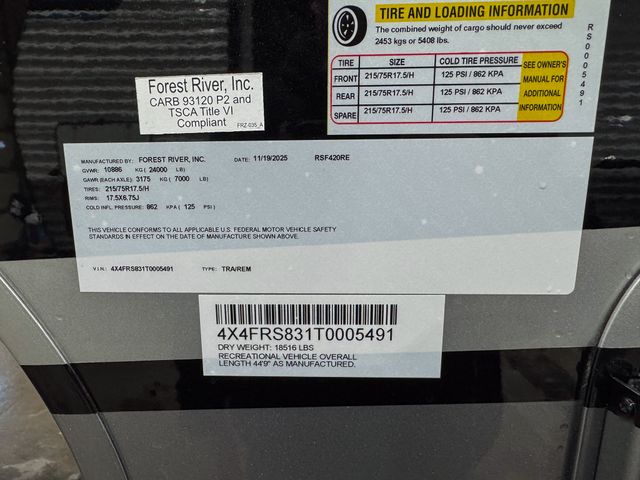 TIRE AND LOADING INFORMATION
The combined weight of cargo should never exceed
2453 kgs or 5408 lbs.
TIRE SIZE COLD TIRE PRESSURE
FRONT 215/75R17.5/H 125 PSI / 862 KPA
REAR 215/75R17.5/H 125 PSI / 862 KPA
SPARE 215/75R17.5/H 125 PSI / 862 KPA
SEE OWNER'S
MANUAL FOR
ADDITIONAL
INFORMATION
RS0005491
Forest River, Inc.
CARB 93120 P2 and
TSCA Title VI
Compliant
FRZ-035_A
MANUFACTURED BY: FOREST RIVER, INC. DATE: 11/19/2025 RSF420RE
GVWR: 10886 KG ( 24000 LB)
GAWR (EACH AXLE): 3175 KG ( 7000 LB)
TIRES: 215/75R17.5/H
RIMS: 17.5X6.75J
COLD INFL. PRESSURE: 862 KPA ( 125 PSI)
THIS VEHICLE CONFORMS TO ALL APPLICABLE U.S. FEDERAL MOTOR VEHICLE SAFETY
STANDARDS IN EFFECT ON THE DATE OF MANUFACTURE SHOWN ABOVE.
V.I.N.: 4X4FRS831T0005491 TYPE: TRA/REM
4X4FRS831T0005491
DRY WEIGHT: 18516 LBS
RECREATIONAL VEHICLE OVERALL
LENGTH 44'9" AS MANUFACTURED.